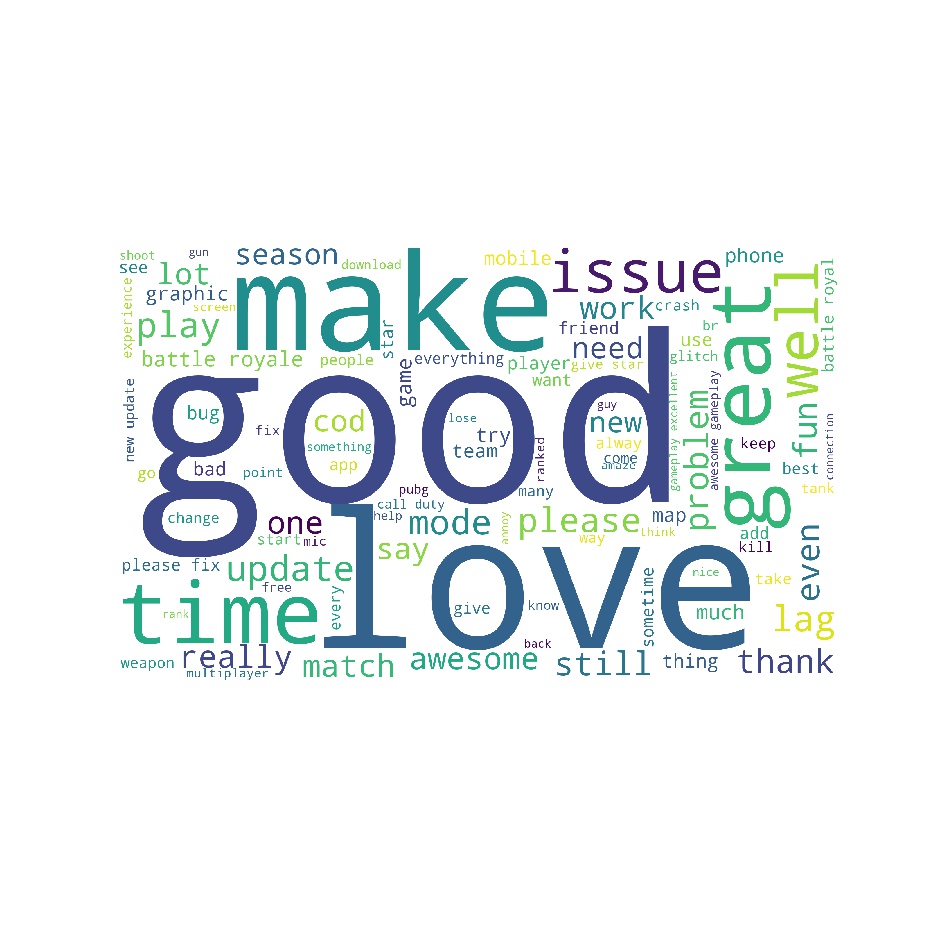 shoot
gun
see
lot
season
download
mobile
issue
phone
graphic
make
screen
experience
play
work
crash
friend
star
br
great
well
battle royal
battle royale
people
everything
player
give star
need
use
glitch
want
game
good
new update
bug
cod
lose
guy
new
try
team
fix
something
alway
come
amaze
gameplay excellent
problem
awesome gameplay
fun
keep
connection
go
bad
point
app
ranked
best
pubg
many
tank
call duty
change
one
help
mode
please
map
start
mic
annoy
way
think
add
kill
say
love
even
please fix
update
free
every
nice
take
time
rank
give
know
sometime
much
lag
back
weapon
really
multiplayer
match
awesome
still
thing
thank